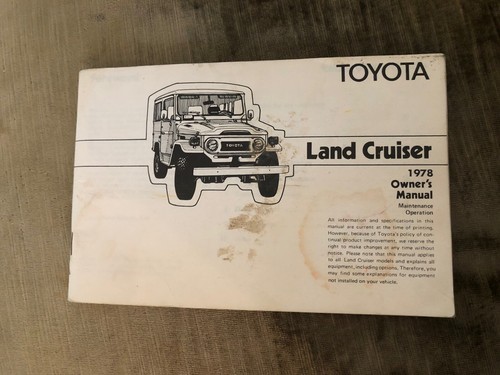 TOYOTA
TOYOTA
Land Cruiser
1978
Owner's
Manual
Maintenance
Operation
All information and specifications in this
manual are current at the time of printing.
However, because of Toyota's policy of con-
tinual product improvement, we reserve the
right to make changes at any time without
notice. Please note that this manual applies
to all Land Cruiser models and explains all
equipment, including options. Therefore, you
may find some explanations for equipment
not installed on your vehicle.